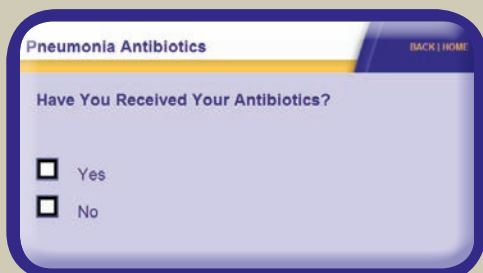 Pneumonia Antibiotics
BACK | HOME
Have You Received Your Antibiotics?
Yes
No